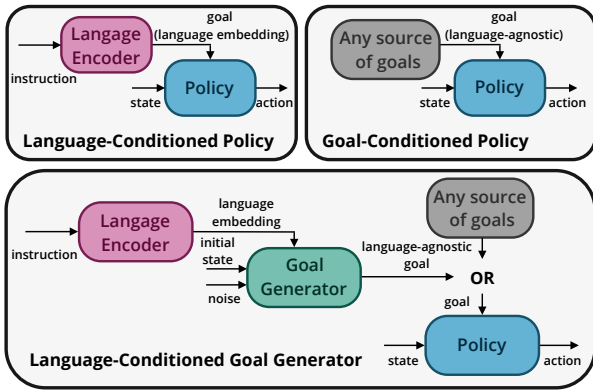 goal
(language embedding)
Langage
Encoder
instruction
state
Policy
action
Language-Conditioned Policy
goal
(language-agnostic)
Any source
of goals
state
Policy
action
Goal-Conditioned Policy
Langage
Encoder
instruction
language
embedding
initial
state
noise
Goal
Generator
language-agnostic
goal
Any source
of goals
OR
goal
state
Policy
action
Language-Conditioned Goal Generator